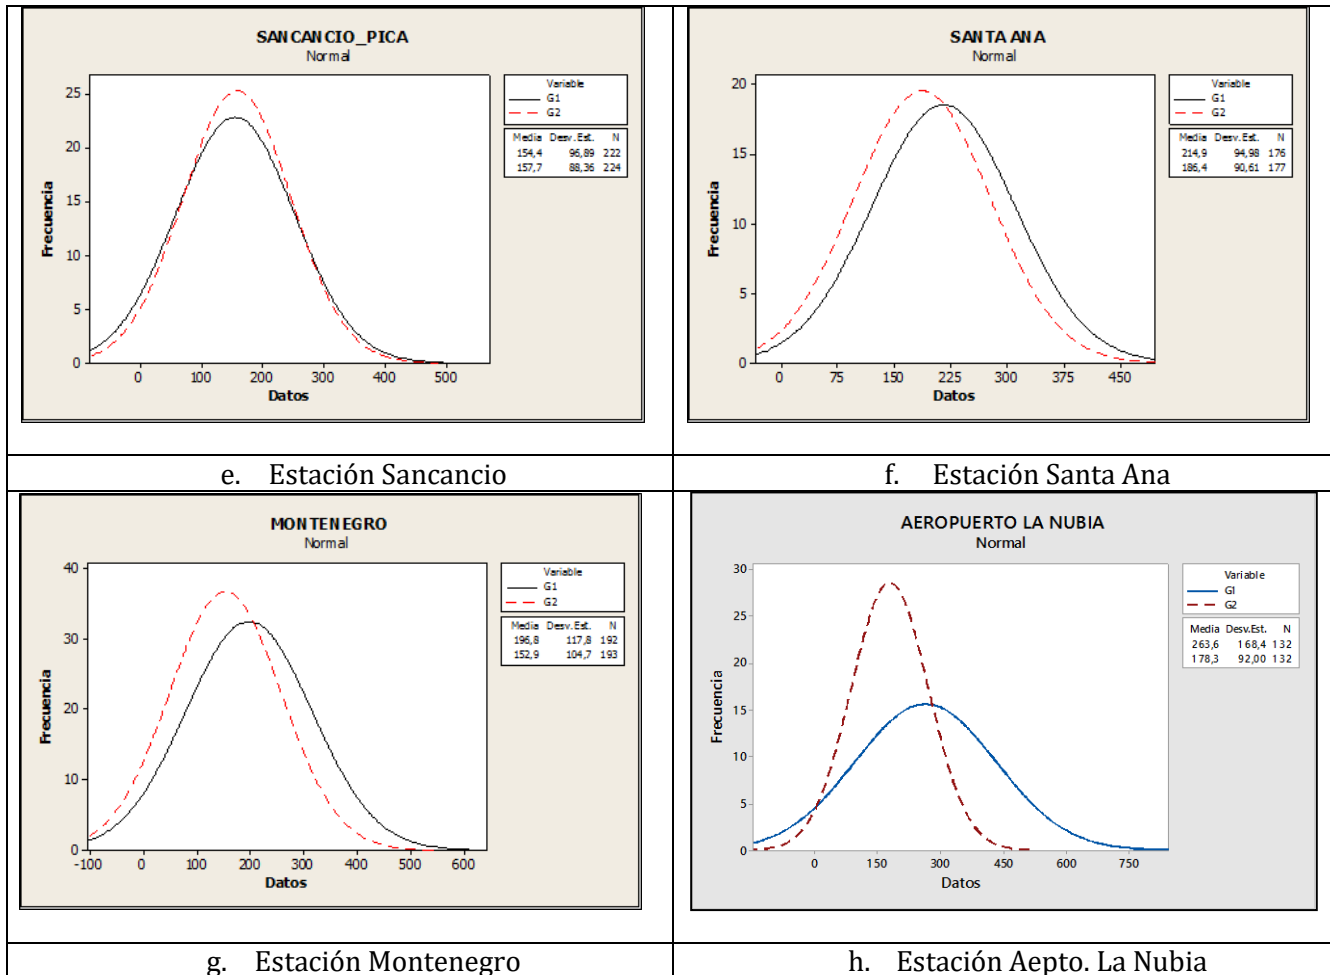 SANCANCIO_PICA
Normal
Variable
G1
G2
Media Desv.Est. N
154,4 96,89 222
157,7 88,36 224
Frecuencia
25
20
15
10
5
0
0 100 200 300 400 500
Datos
SANTA ANA
Normal
Variable
G1
G2
Media Desv.Est. N
214,9 94,98 176
186,4 90,61 177
Frecuencia
20
15
10
5
0
0 75 150 225 300 375 450
Datos
e. Estación Sancancio
f. Estación Santa Ana
MONTENEGRO
Normal
Variable
G1
G2
Media Desv.Est. N
196,8 117,8 192
152,9 104,7 193
Frecuencia
40
30
20
10
0
-100 0 100 200 300 400 500 600
Datos
AEROPUERTO LA NUBIA
Normal
Variable
G1
G2
Media Desv.Est. N
263,6 168,4 132
178,3 92,00 132
Frecuencia
30
25
20
15
10
5
0
0 150 300 450 600 750
Datos
g. Estación Montenegro
h. Estación Aepto. La Nubia